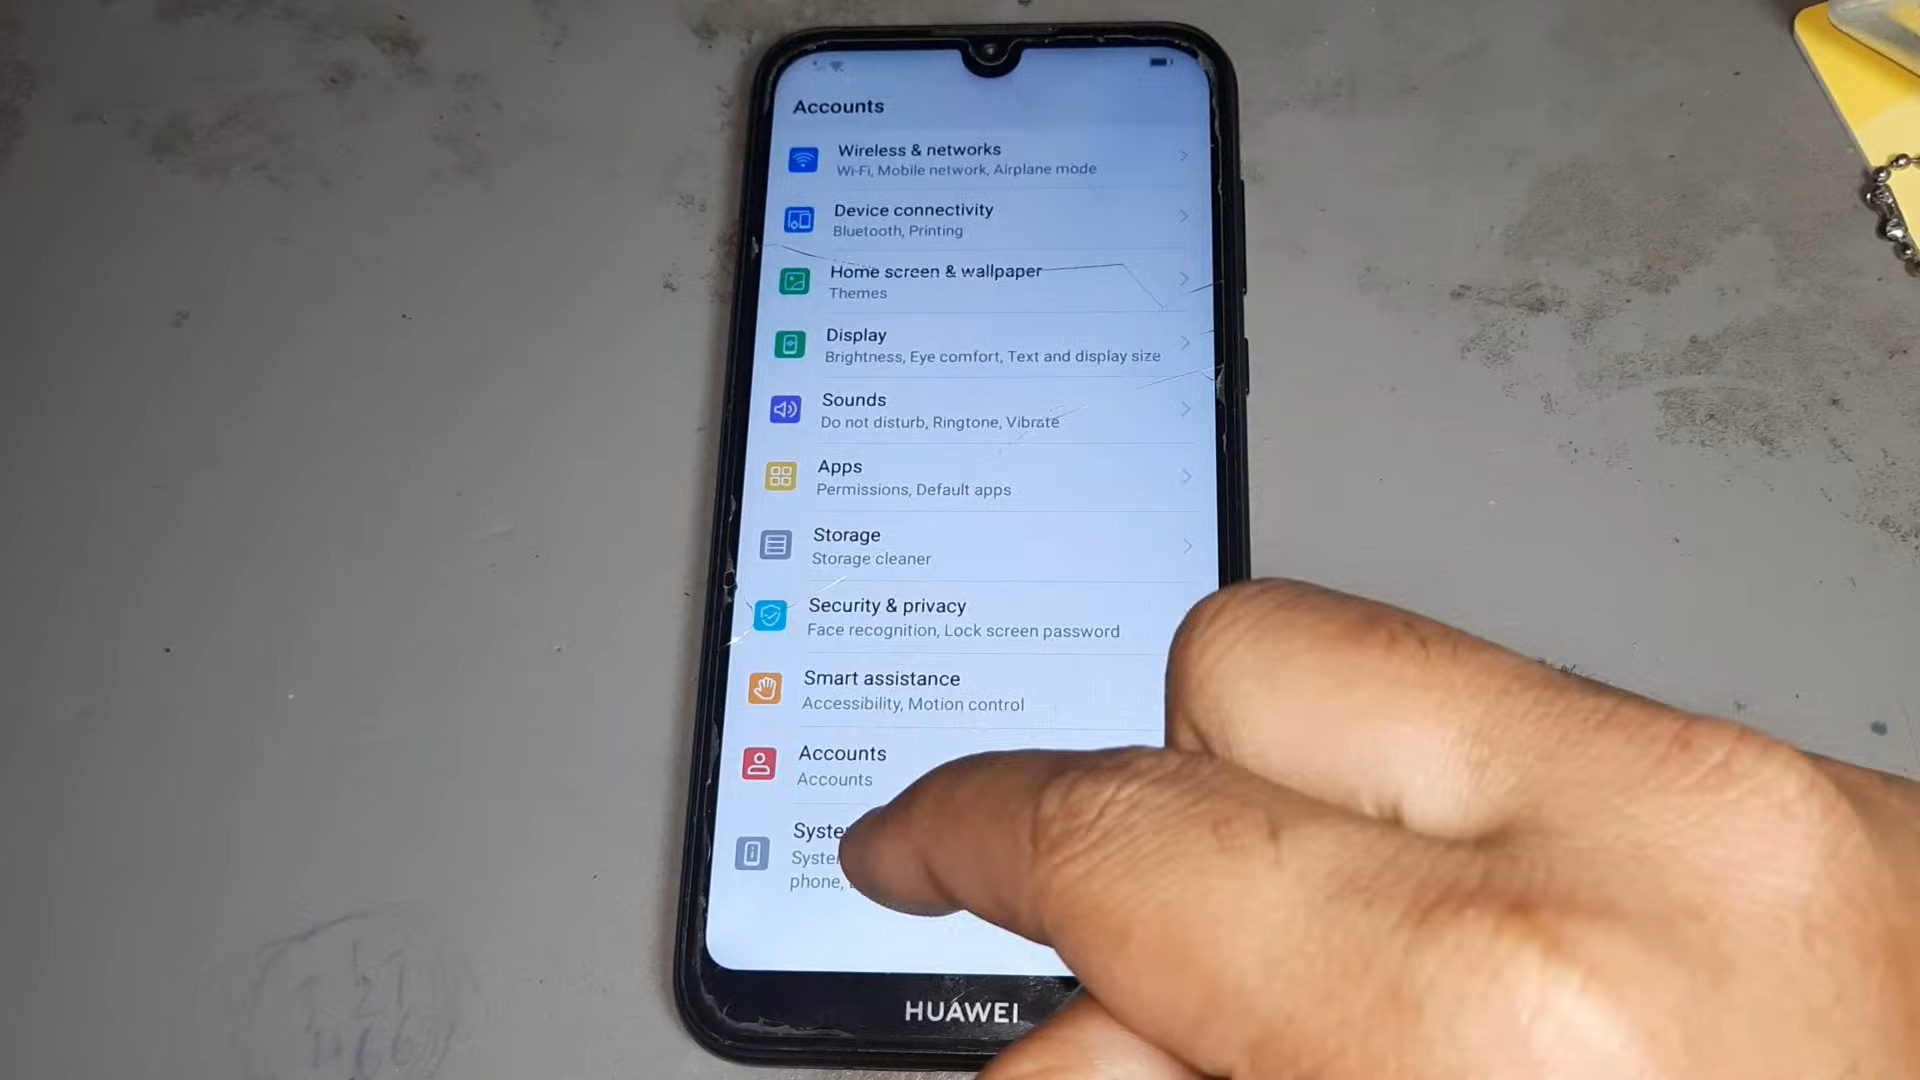 Accounts
Wireless & networks
Wi-Fi, Mobile network, Airplane mode
Device connectivity
Bluetooth, Printing
Home screen & wallpaper
Themes
Display
Brightness, Eye comfort, Text and display size
Sounds
Do not disturb, Ringtone, Vibrate
Apps
Permissions, Default apps
Storage
Storage cleaner
Security & privacy
Face recognition, Lock screen password
Smart assistance
Accessibility, Motion control
Accounts
Accounts
phone,
HUAWEI